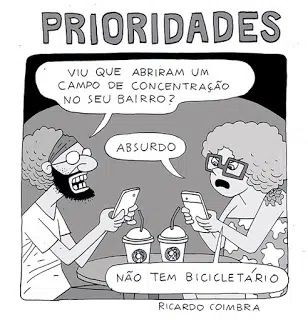 PRIORIDADES
VIU QUE ABRIRAM UM
CAMPO DE CONCENTRAÇÃO
NO SEU BAIRRO?
ABSURDO
NÃO TEM BICICLETÁRIO
RICARDO COIMBRA